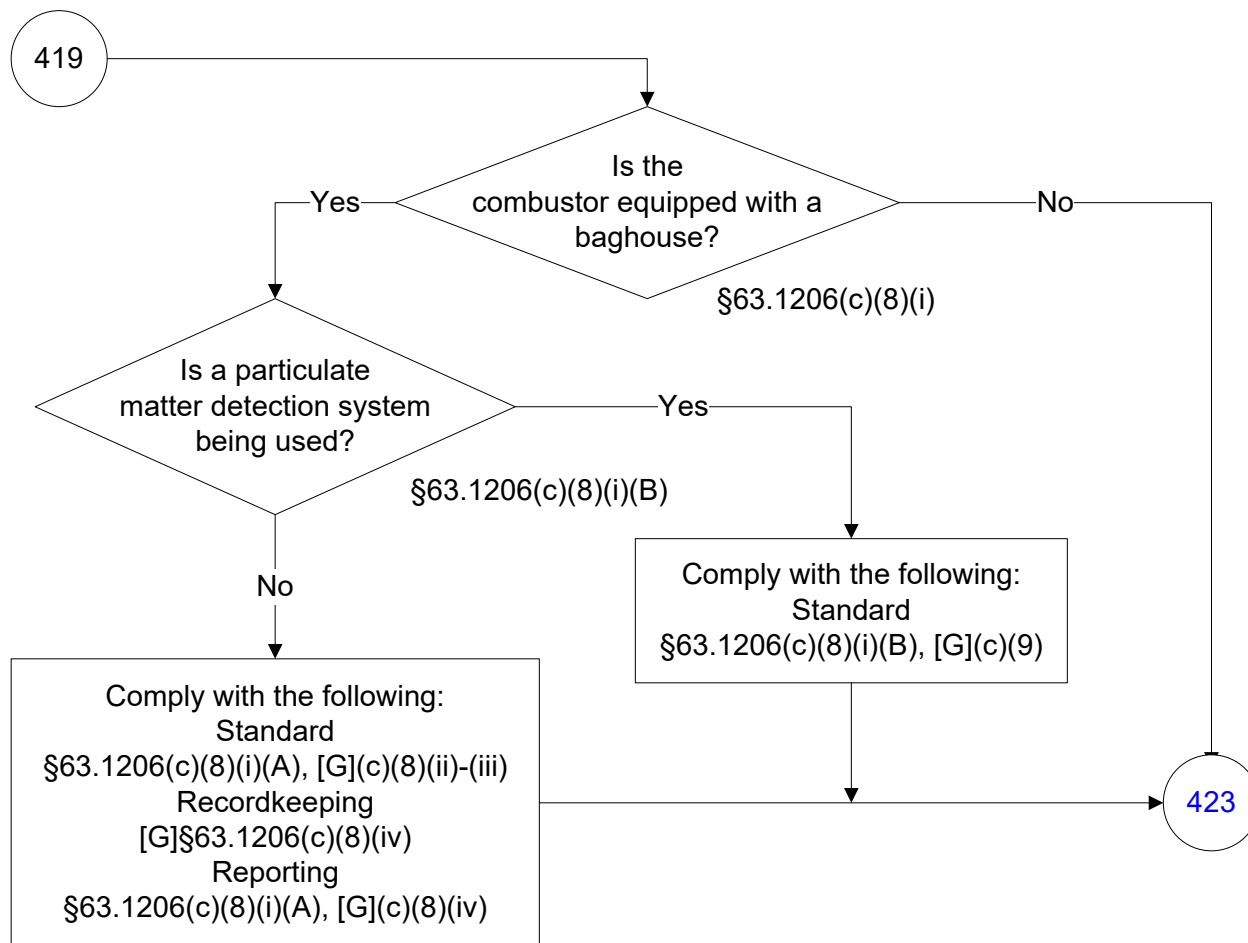 419
Is the
combustor equipped with a
baghouse?
Yes
No
§63.1206(c)(8)(i)
Is a particulate
matter detection system
being used?
Yes
§63.1206(c)(8)(i)(B)
No
Comply with the following:
Standard
§63.1206(c)(8)(i)(B), [G](c)(9)
Comply with the following:
Standard
§63.1206(c)(8)(i)(A), [G](c)(8)(ii)-(iii)
Recordkeeping
[G]§63.1206(c)(8)(iv)
Reporting
§63.1206(c)(8)(i)(A), [G](c)(8)(iv)
423